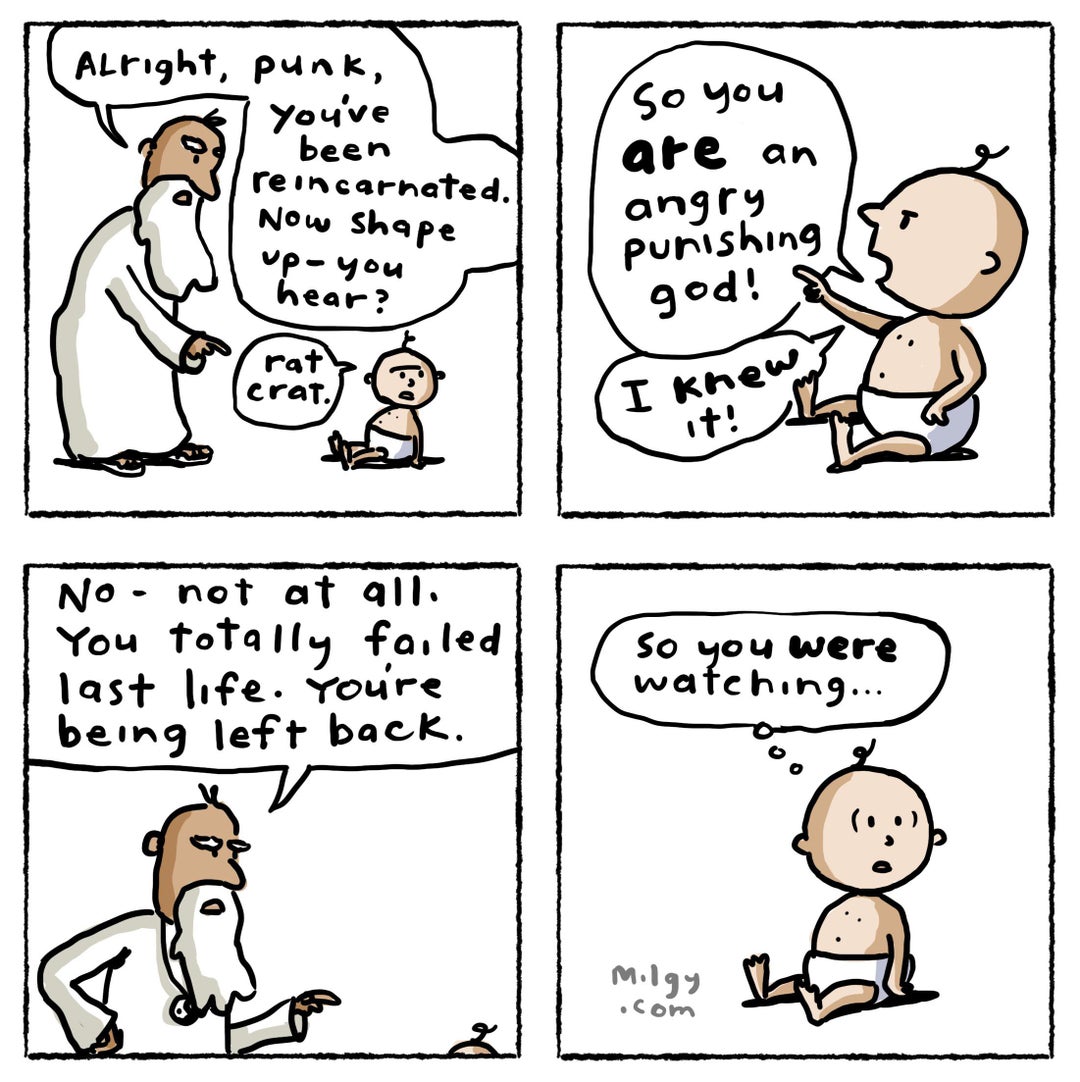 Alright, punk,
You've
been
reincarnated.
Now shape
up- you
hear?
rat
crat.
So you
are an
angry
punishing
god!
I knew
it!
No - not at all.
You totally failed
last life. You're
being left back.
So you were
watching...
Milgy
.com